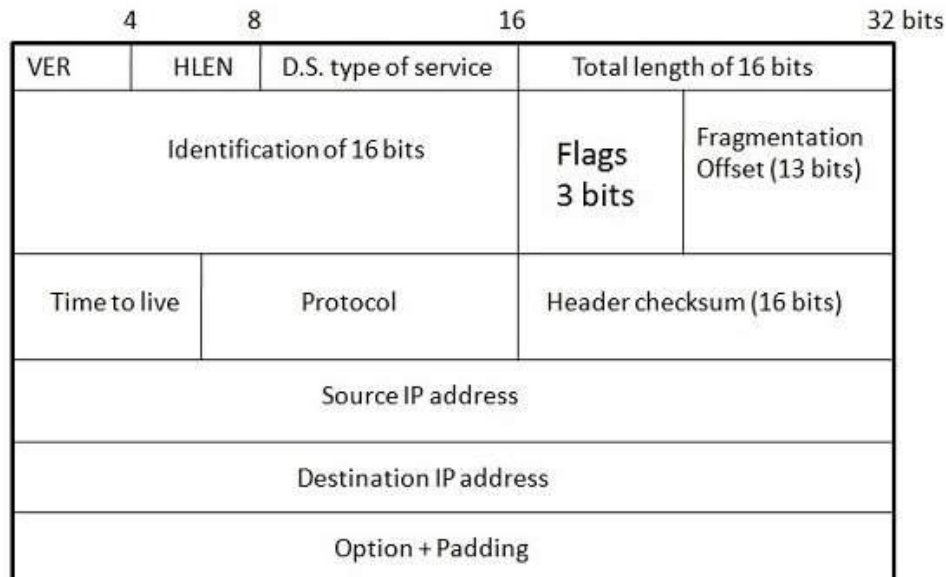 4 8 16 32 bits
VER HLEN D.S. type of service Total length of 16 bits
Identification of 16 bits
Flags
3 bits
Fragmentation
Offset (13 bits)
Time to live Protocol Header checksum (16 bits)
Source IP address
Destination IP address
Option + Padding